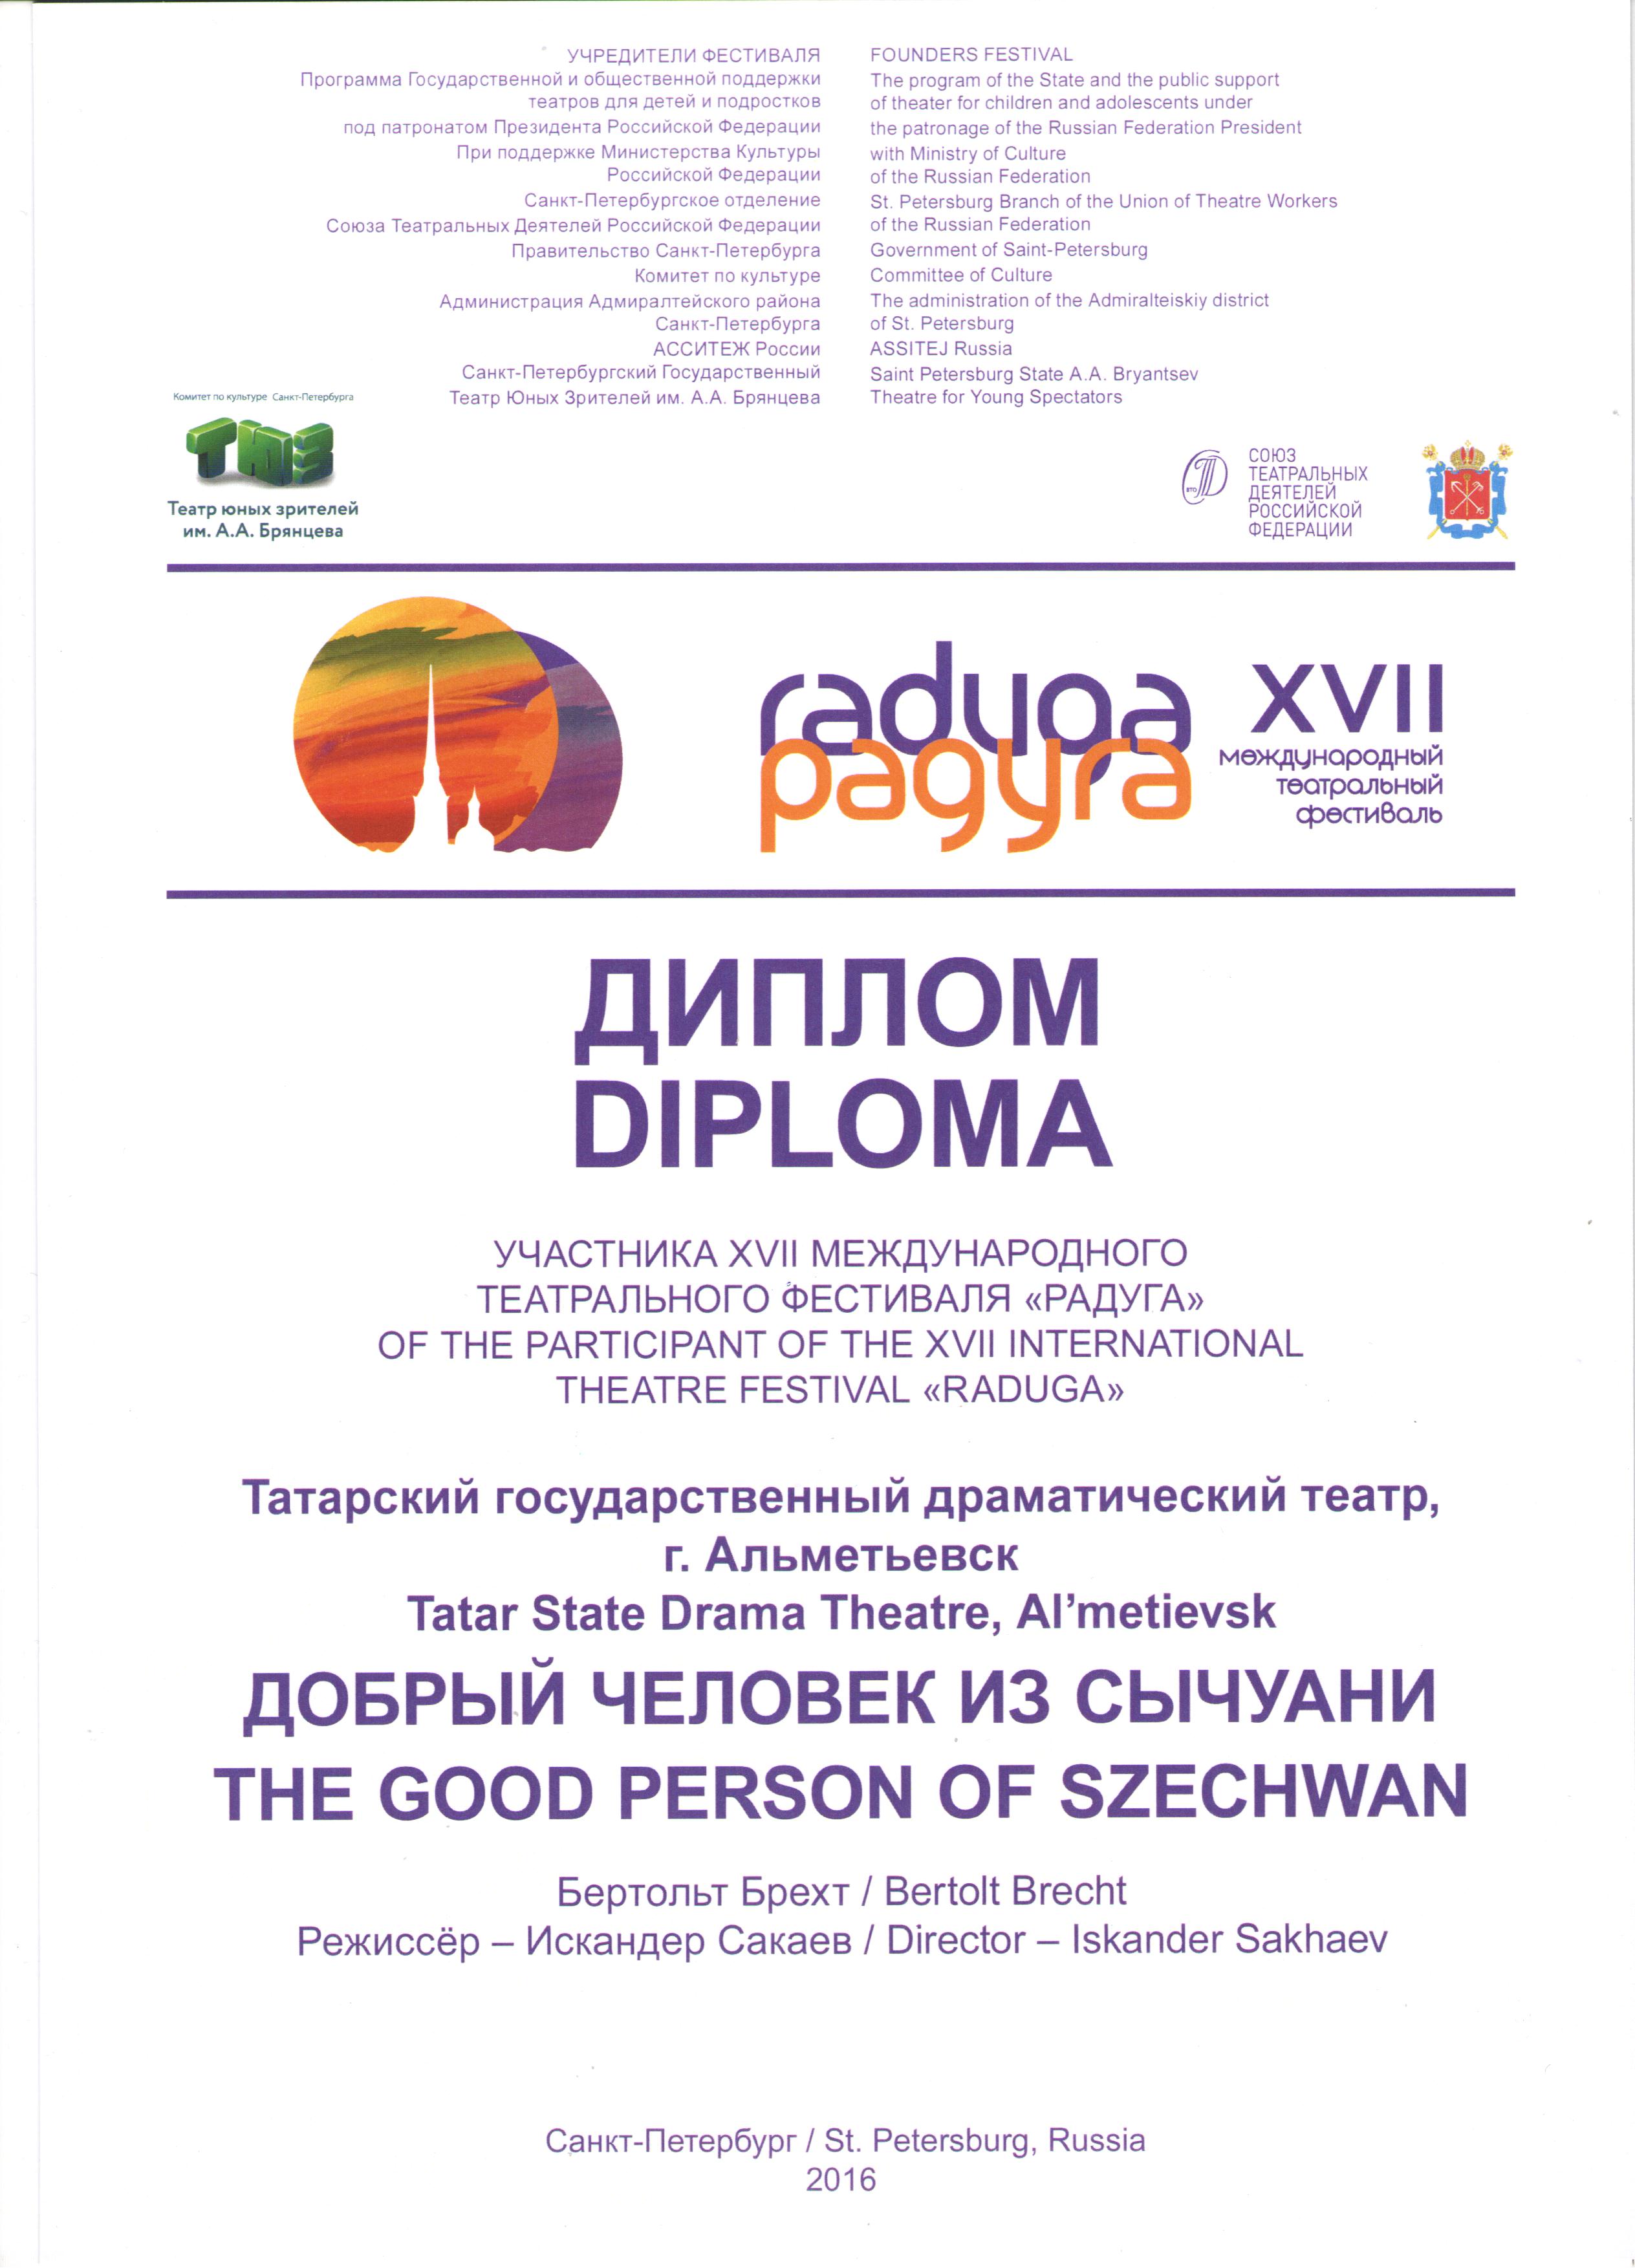 УЧРЕДИТЕЛИ ФЕСТИВАЛЯ
Программа Государственной и общественной поддержки
театров для детей и подростков
под патронатом Президента Российской Федерации
При поддержке Министерства Культуры
Российской Федерации
Санкт-Петербургское отделение
Союза Театральных Деятелей Российской Федерации
Правительство Санкт-Петербурга
Комитет по культуре
Администрация Адмиралтейского района
Санкт-Петербурга
АССИТЕЖ России
Санкт-Петербургский Государственный
Театр Юных Зрителей им. А.А. Брянцева
FOUNDERS FESTIVAL
The program of the State and the public support
of theater for children and adolescents under
the patronage of the Russian Federation President
with Ministry of Culture
of the Russian Federation
St. Petersburg Branch of the Union of Theatre Workers
of the Russian Federation
Government of Saint-Petersburg
Committee of Culture
The administration of the Admiralteiskiy district
of St. Petersburg
ASSITEJ Russia
Saint Petersburg State A.A. Bryantsev
Theatre for Young Spectators
Комитет по культуре Санкт-Петербурга
ТЮЗ
Театр юных зрителей
им. А.А. Брянцева
ВТО
СОЮЗ
ТЕАТРАЛЬНЫХ
ДЕЯТЕЛЕЙ
РОССИЙСКОЙ
ФЕДЕРАЦИИ
raduga
радуга
XVII
международный
театральный
фестиваль
ДИПЛОМ
DIPLOMA
УЧАСТНИКА XVII МЕЖДУНАРОДНОГО
ТЕАТРАЛЬНОГО ФЕСТИВАЛЯ «РАДУГА»
OF THE PARTICIPANT OF THE XVII INTERNATIONAL
THEATRE FESTIVAL «RADUGA»
Татарский государственный драматический театр,
г. Альметьевск
Tatar State Drama Theatre, Al’metievsk
ДОБРЫЙ ЧЕЛОВЕК ИЗ СЫЧУАНИ
THE GOOD PERSON OF SZECHWAN
Бертольт Брехт / Bertolt Brecht
Режиссёр – Искандер Сакаев / Director – Iskander Sakhaev
Санкт-Петербург / St. Petersburg, Russia
2016